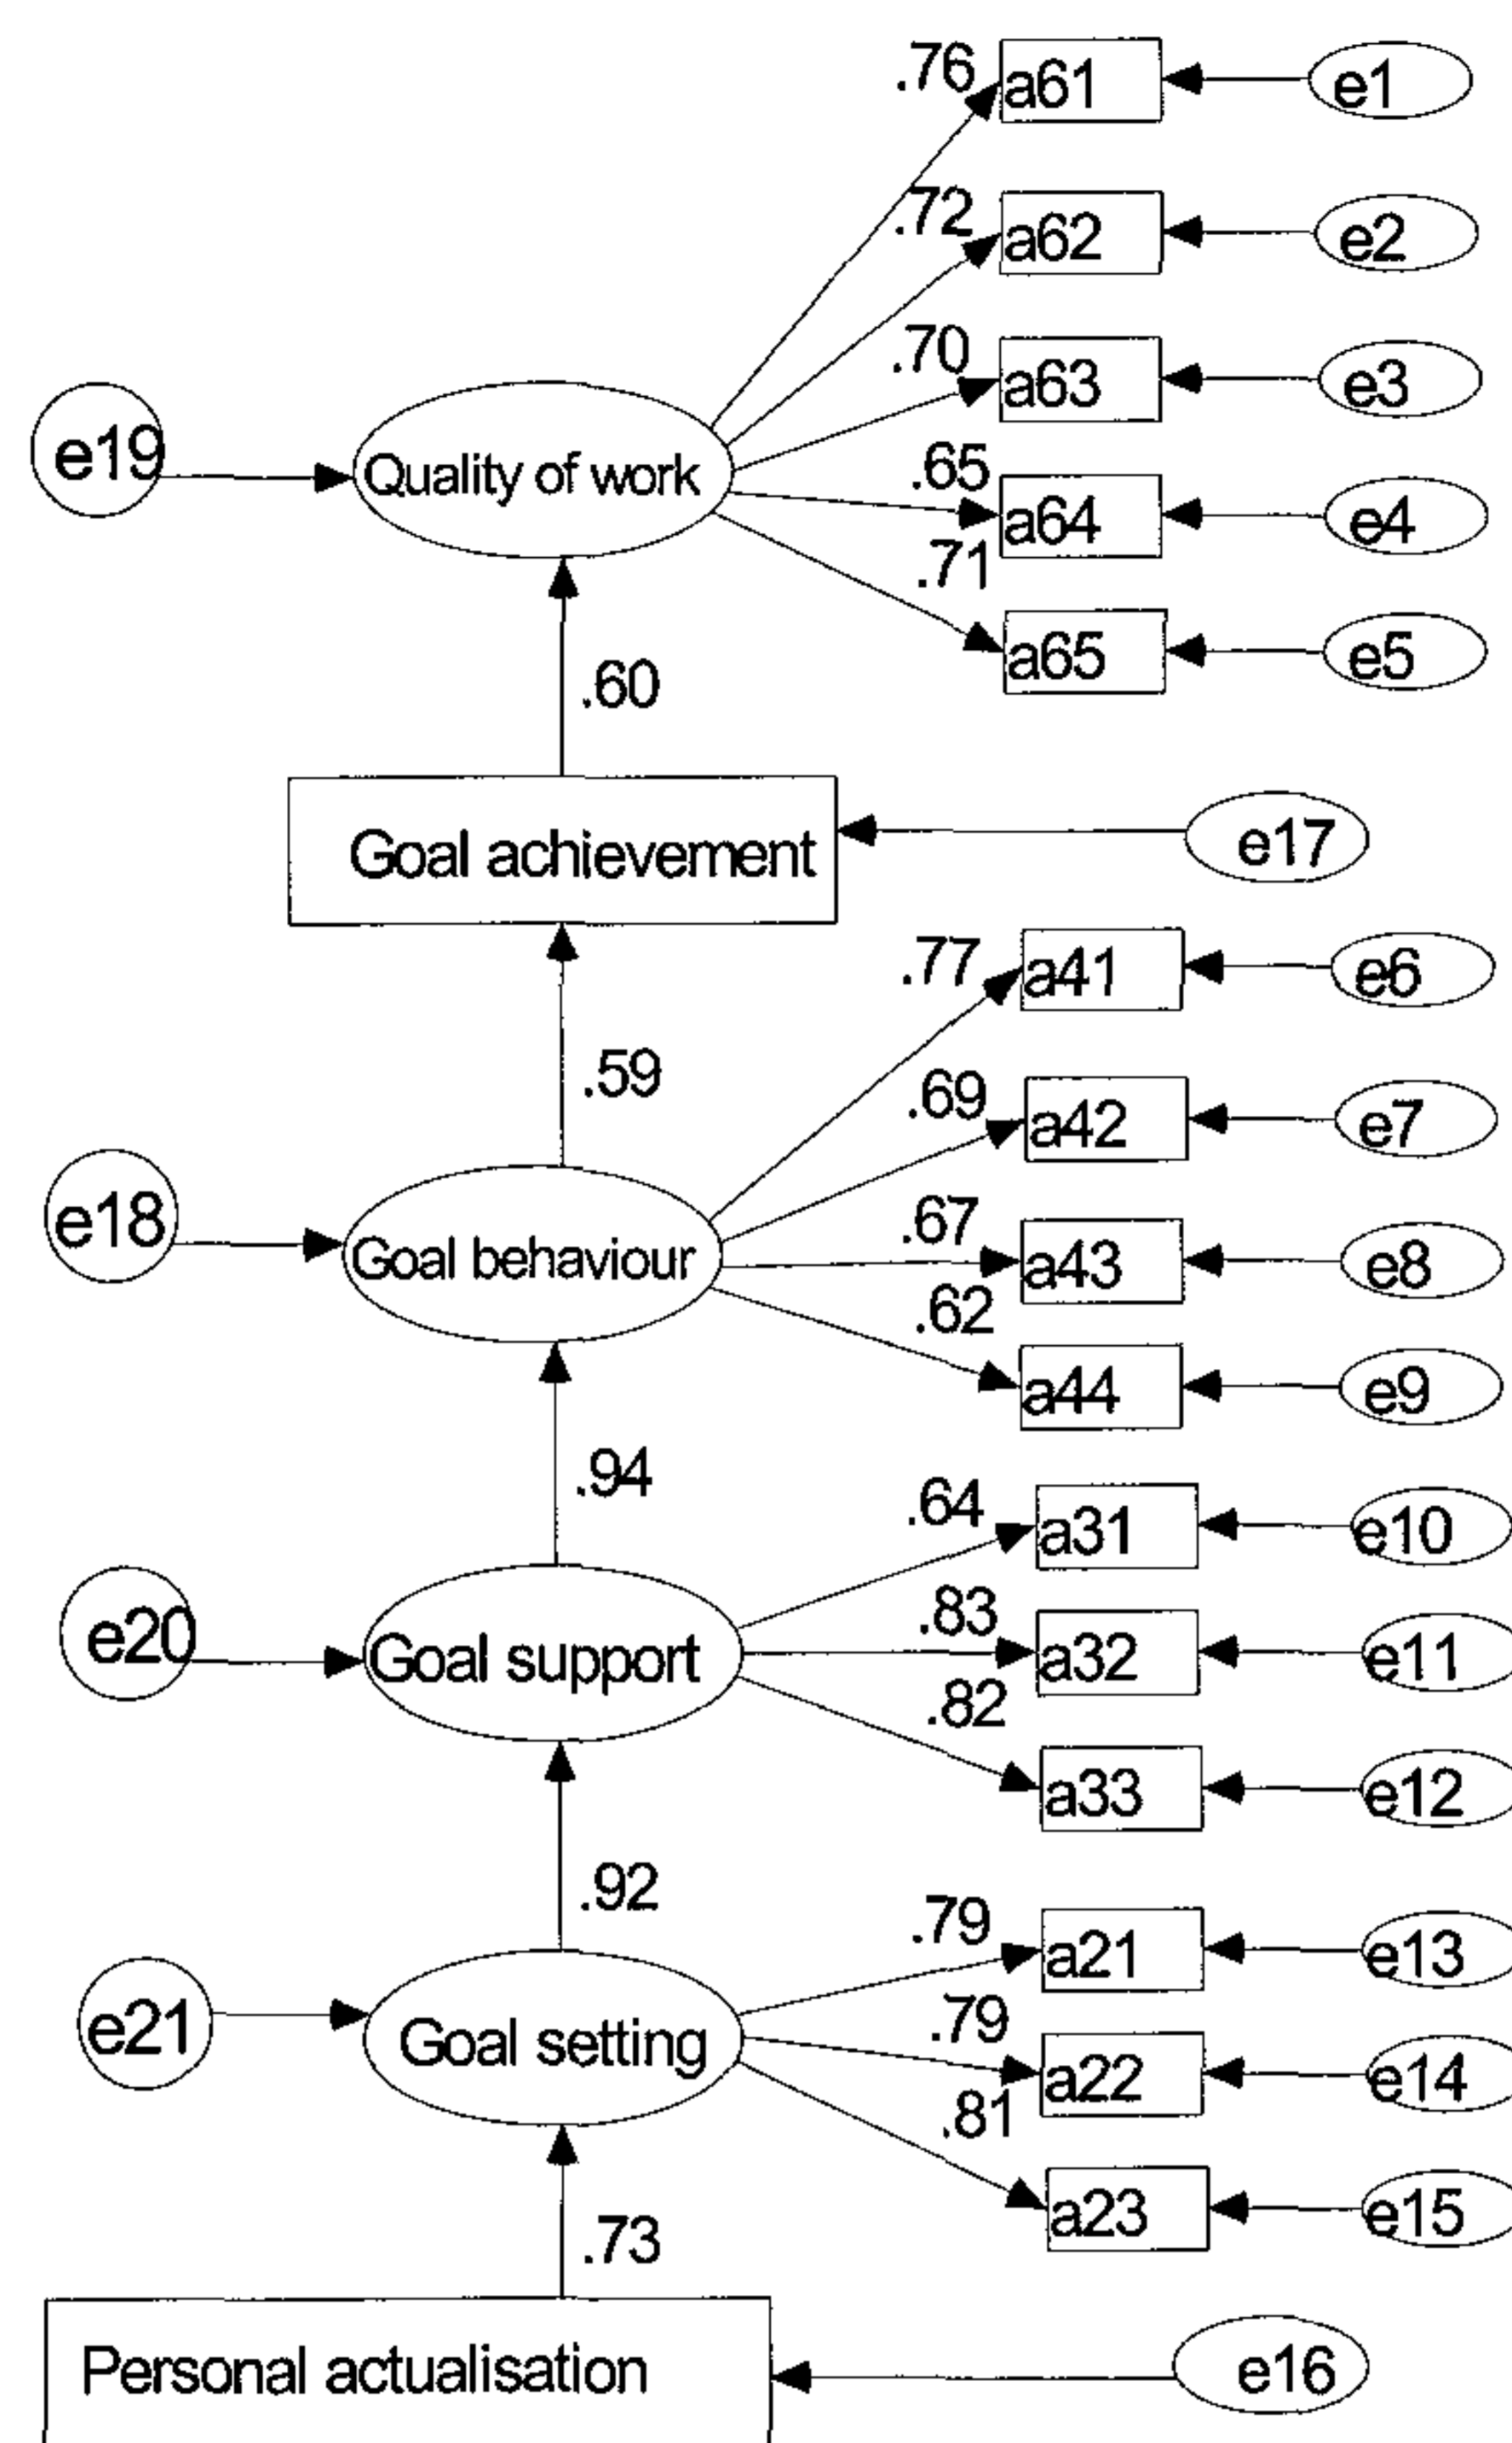 .76 a61 e1
.72 a62 e2
.70 a63 e3
e19 Quality of work .65 a64 e4
.71 a65 e5
.60
Goal achievement e17
.77 a41 e6
.59 .69 a42 e7
e18 Goal behaviour .67 a43 e8
.62 a44 e9
.94 .64 a31 e10
e20 Goal support .83 a32 e11
.82 a33 e12
.92 .79 a21 e13
e21 Goal setting .79 a22 e14
.81 a23 e15
.73
Personal actualisation e16